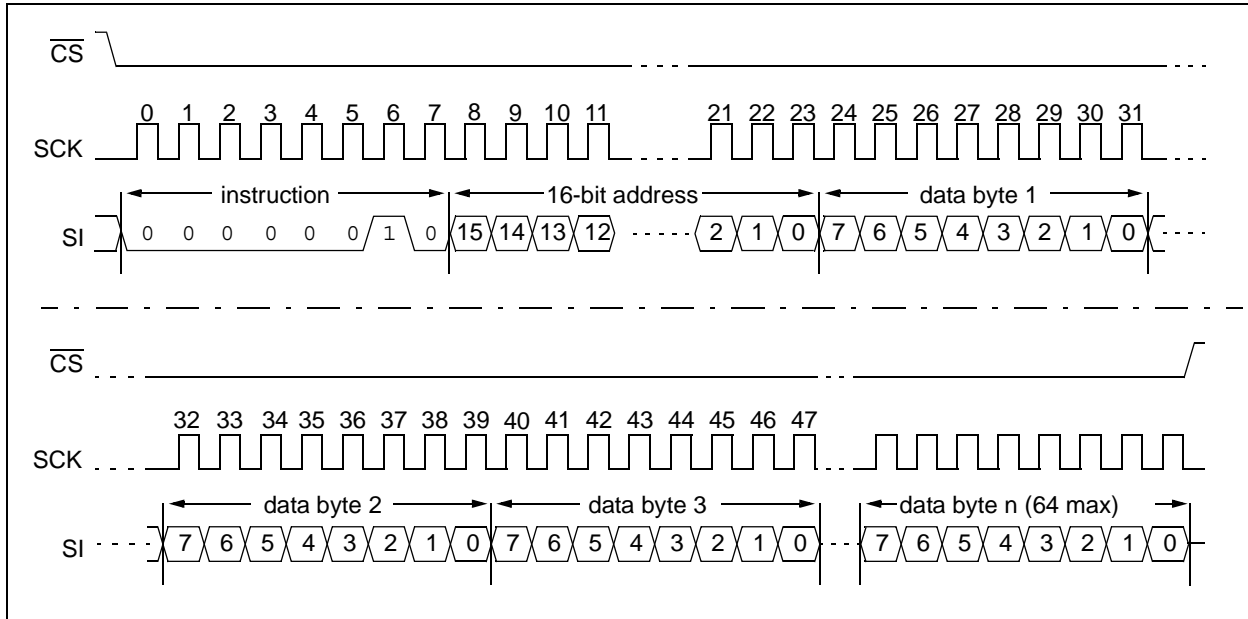 CS
0 1 2 3 4 5 6 7 8 9 10 11 21 22 23 24 25 26 27 28 29 30 31
SCK
instruction 16-bit address data byte 1
SI 0 0 0 0 0 0 1 0 15 14 13 12 2 1 0 7 6 5 4 3 2 1 0
CS
32 33 34 35 36 37 38 39 40 41 42 43 44 45 46 47
SCK
data byte 2 data byte 3 data byte n (64 max)
SI 7 6 5 4 3 2 1 0 7 6 5 4 3 2 1 0 7 6 5 4 3 2 1 0